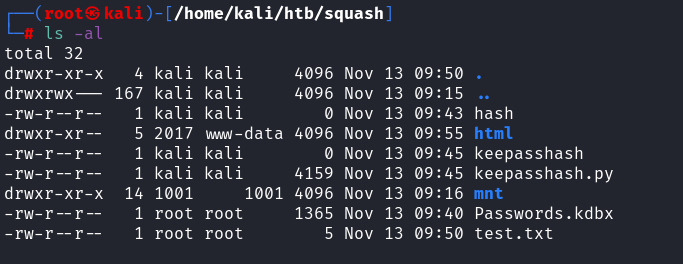 ┌──(root㉿kali)-[/home/kali/htb/squash]
└─# ls -al
total 32
drwxr-xr-x   4 kali kali     4096 Nov 13 09:50 .
drwxrwx--- 167 kali kali     4096 Nov 13 09:15 ..
-rw-r--r--   1 kali kali        0 Nov 13 09:43 hash
drwxr-xr--   5 2017 www-data 4096 Nov 13 09:55 html
-rw-r--r--   1 kali kali        0 Nov 13 09:45 keepasshash
-rw-r--r--   1 kali kali     4159 Nov 13 09:45 keepasshash.py
drwxr-xr-x  14 1001     1001 4096 Nov 13 09:16 mnt
-rw-r--r--   1 root root     1365 Nov 13 09:40 Passwords.kdbx
-rw-r--r--   1 root root        5 Nov 13 09:50 test.txt